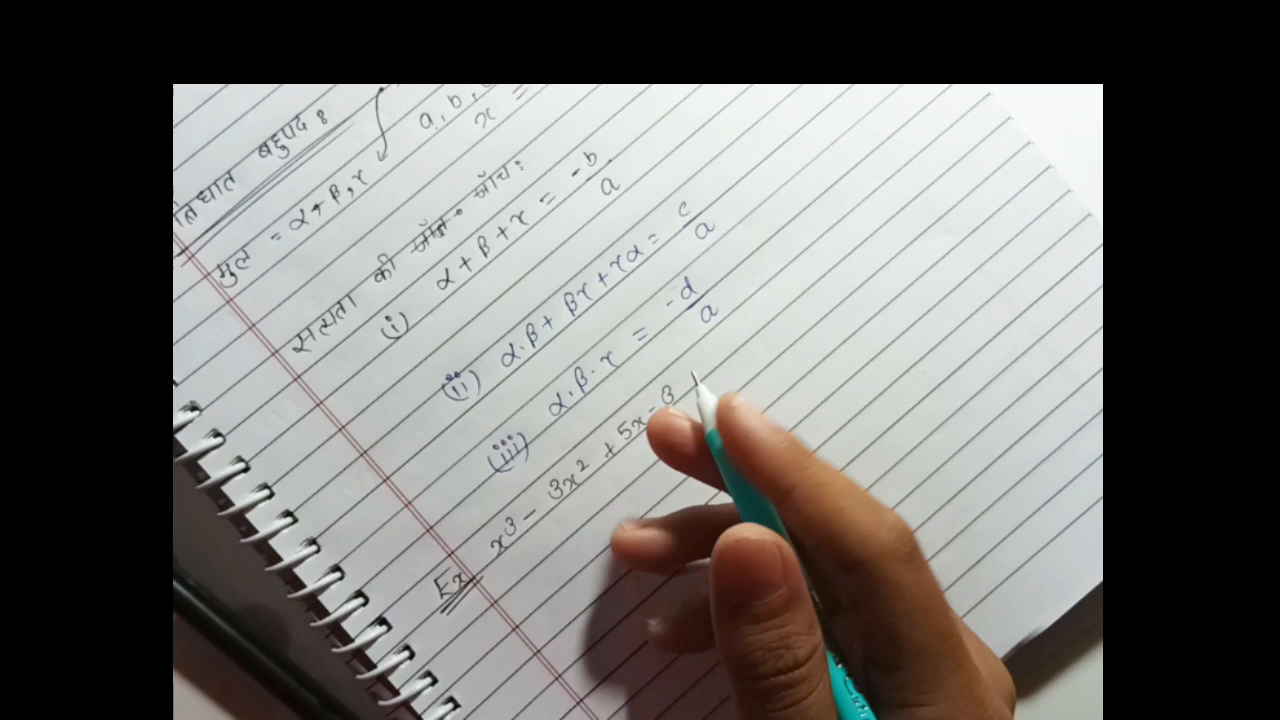 घात बहुपद :
a, b,
x =
मुल = α, β, γ
सत्यता की जाँच :
(i) α + β + γ = -b/a
(ii) α.β + βγ + γα = c/a
(iii) α.β.γ = -d/a
Ex x³ - 3x² + 5x - 3